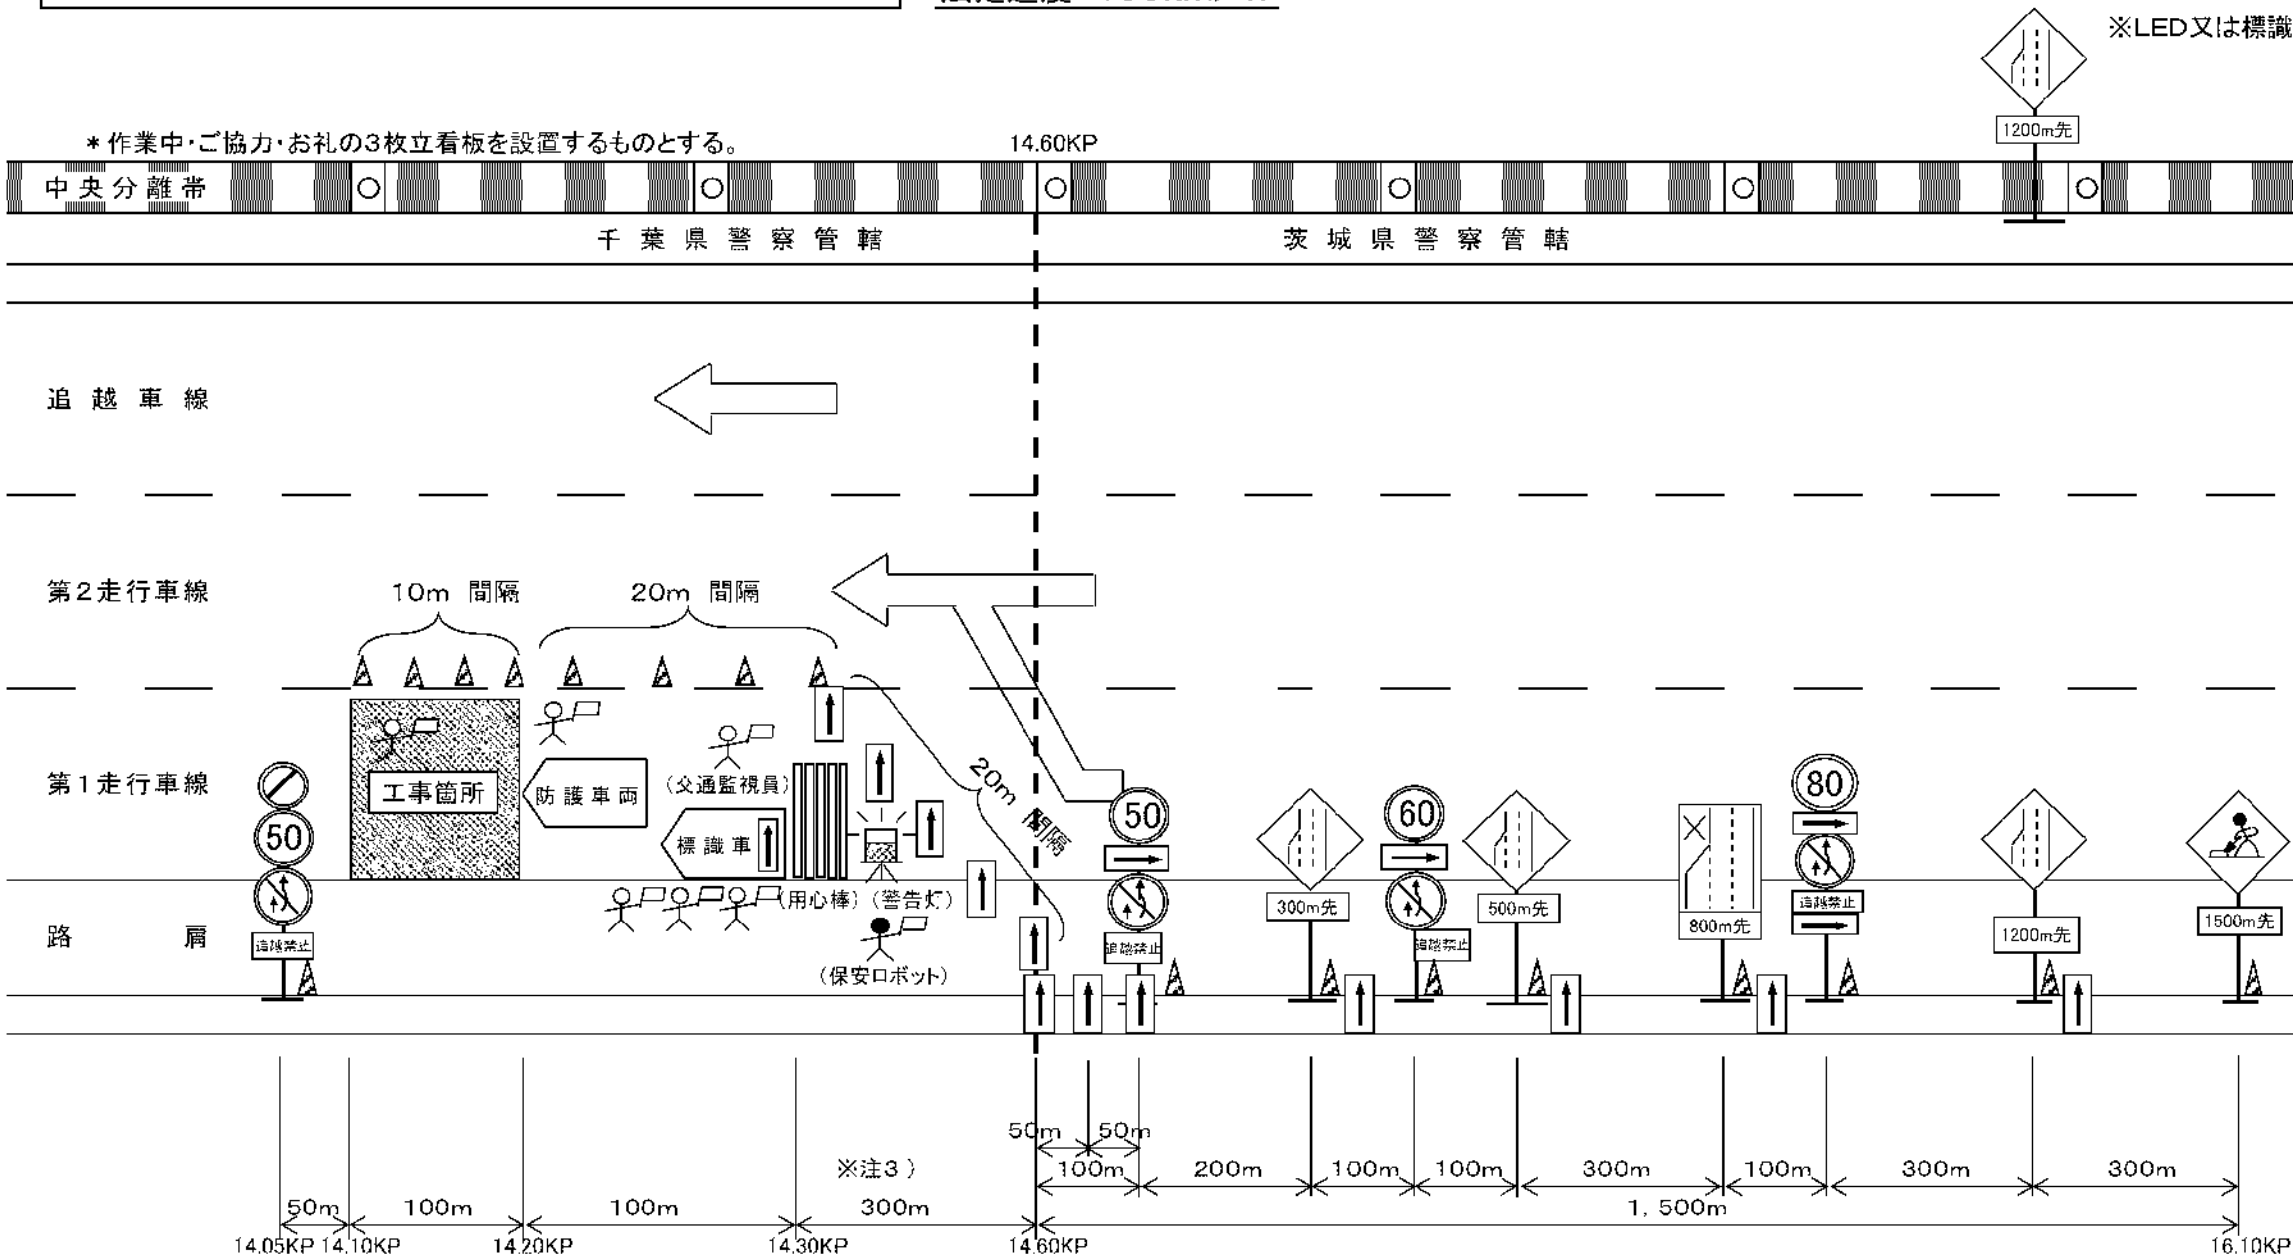 ※LED又は標識
1200m先
*作業中・ご協力・お礼の3枚立看板を設置するものとする。
14.60KP
中央分離帯
千葉県警察管轄
茨城県警察管轄
追越車線
第2走行車線
10m 間隔
20m 間隔
第1走行車線
工事箇所
防護車両
(交通監視員)
標識車
20m 間隔
50
50
60
80
(用心棒)
(警告灯)
(保安ロボット)
路肩
追越禁止
追越禁止
300m先
追越禁止
500m先
800m先
追越禁止
1200m先
1500m先
50m
50m
※注3)
100m
200m
100m
100m
300m
100m
300m
300m
50m
100m
100m
300m
1,500m
14.05KP
14.10KP
14.20KP
14.30KP
14.60KP
16.10KP